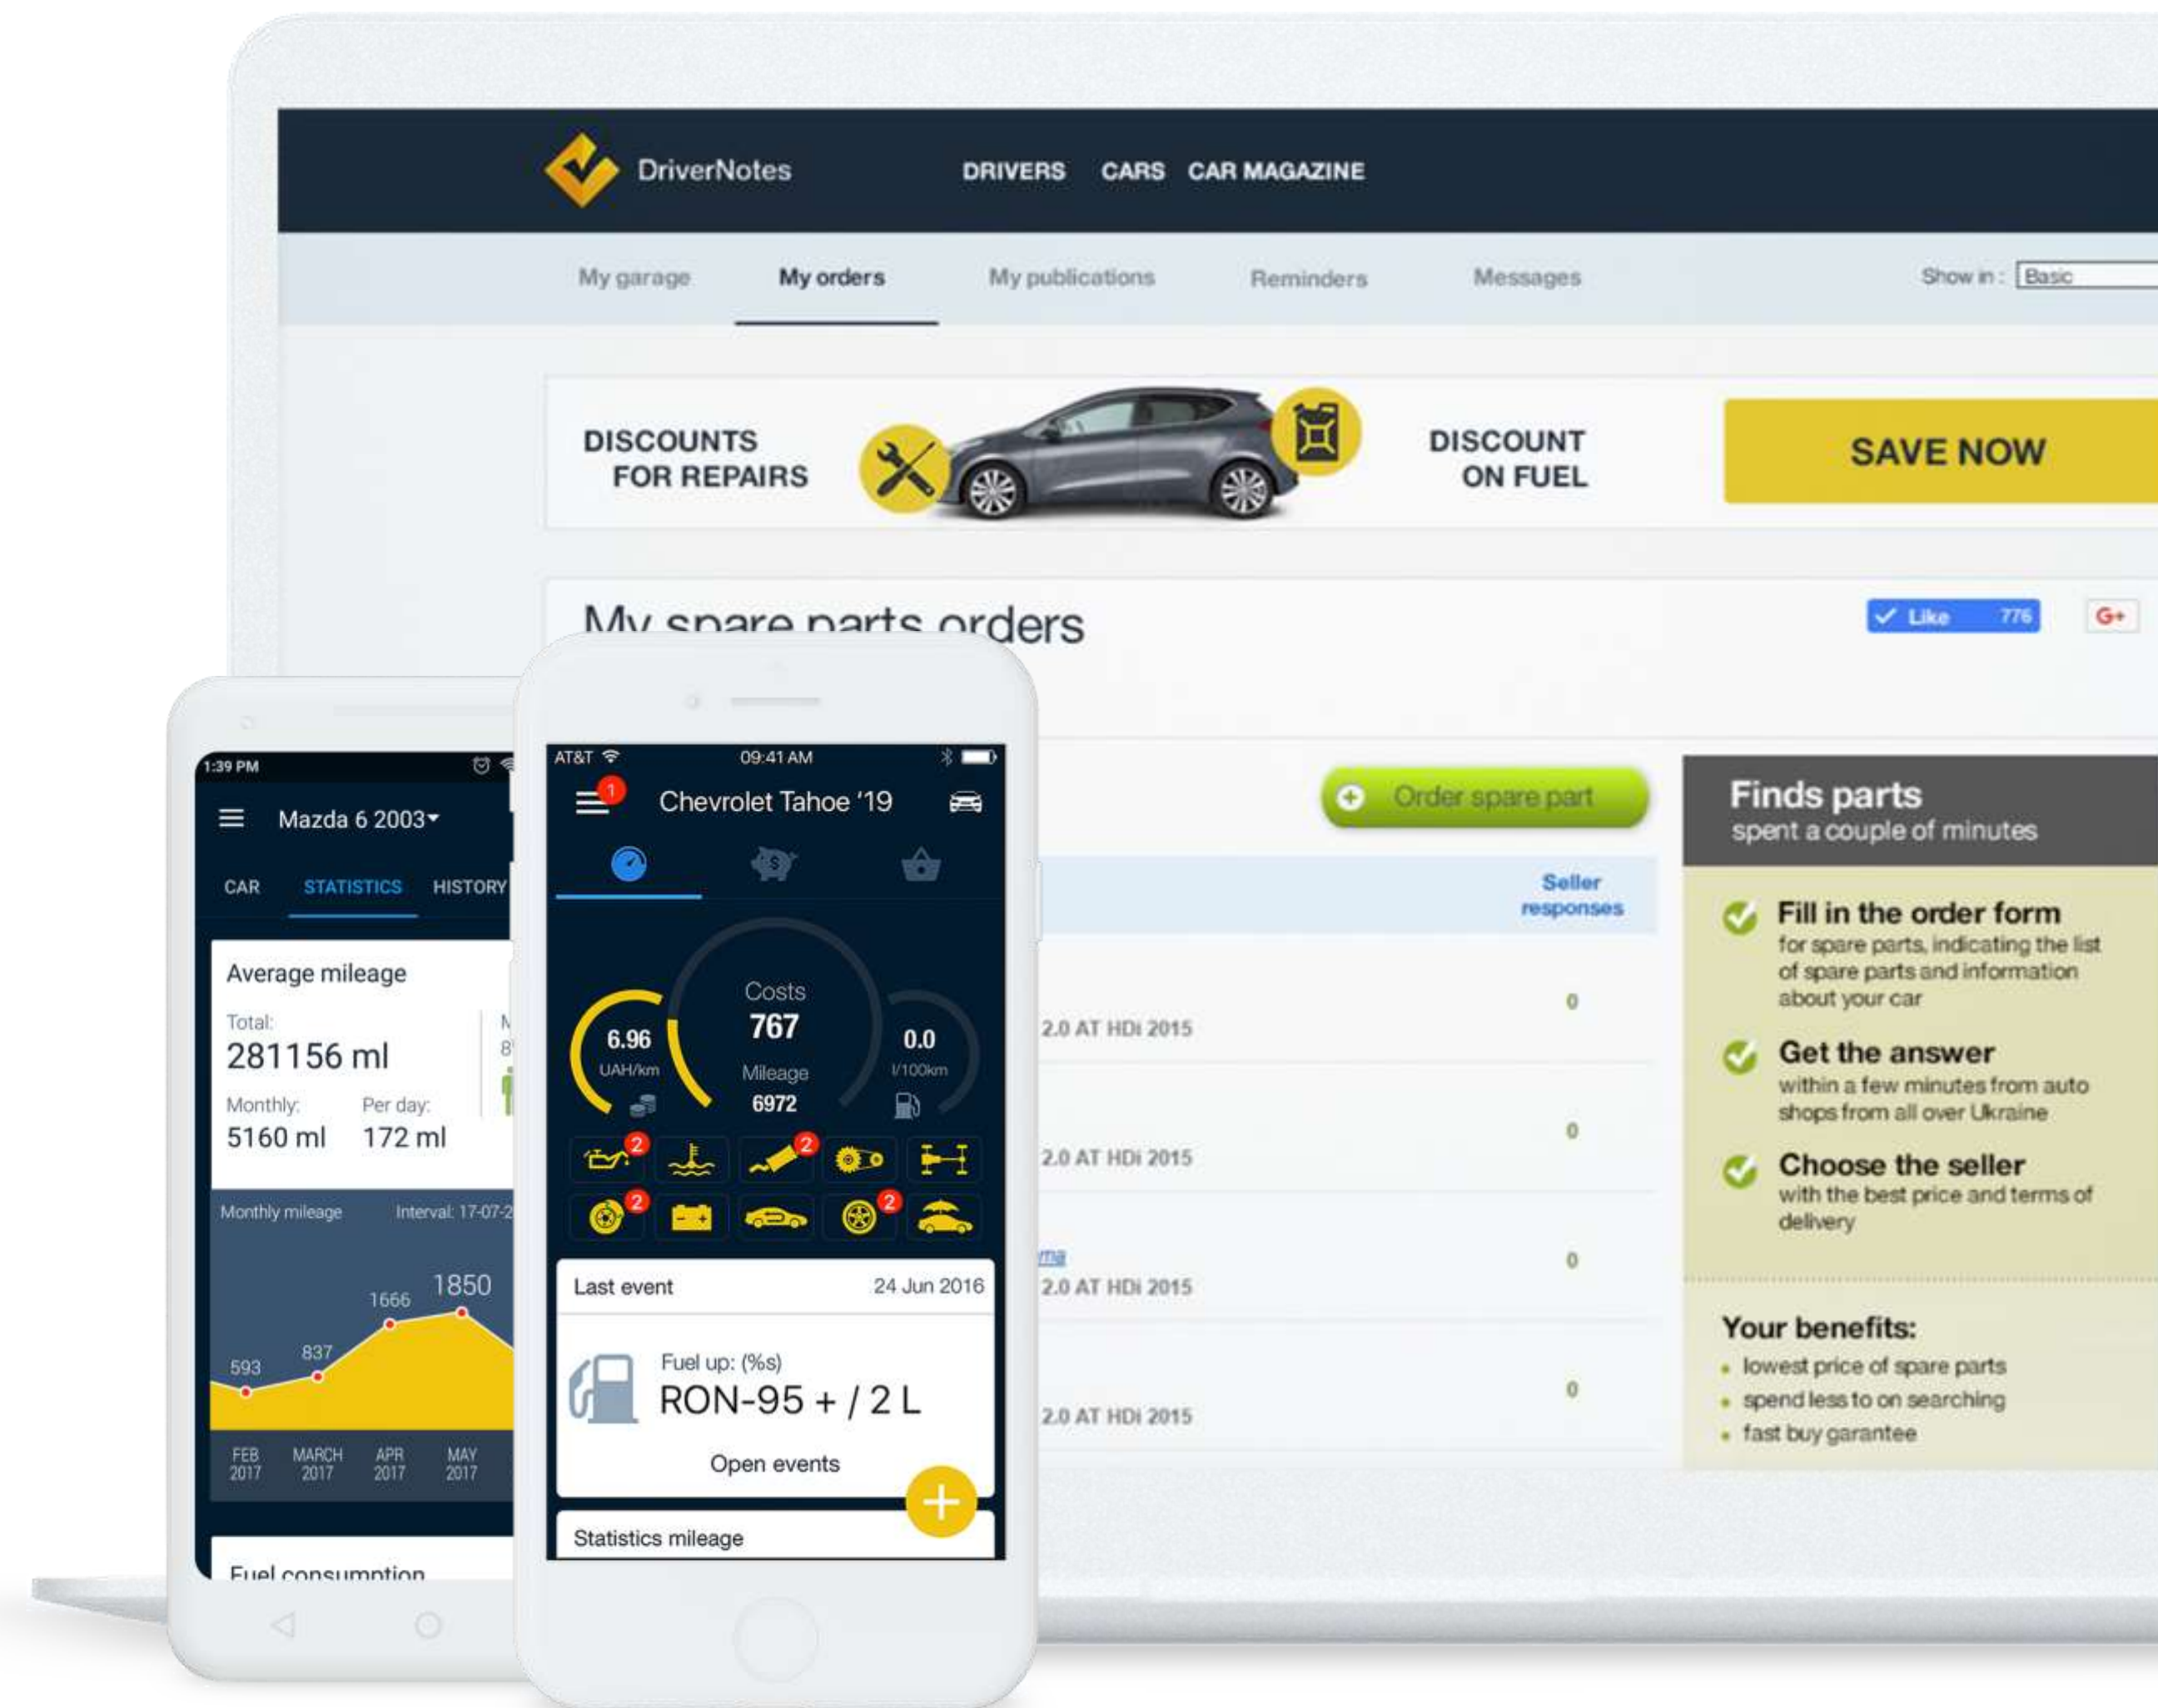 DriverNotes
DRIVERS CARS CAR MAGAZINE
My garage My orders My publications Reminders Messages
Show in : Basic
DISCOUNTS
FOR REPAIRS
DISCOUNT
ON FUEL
SAVE NOW
My spare parts orders
Like 776
G+
Order spare part
Seller
responses
2.0 AT HDi 2015
0
2.0 AT HDi 2015
0
2.0 AT HDi 2015
0
2.0 AT HDi 2015
0
Finds parts
spent a couple of minutes
Fill in the order form
for spare parts, indicating the list
of spare parts and information
about your car
Get the answer
within a few minutes from auto
shops from all over Ukraine
Choose the seller
with the best price and terms of
delivery
Your benefits:
lowest price of spare parts
spend less to on searching
fast buy garantee
1:39 PM
Mazda 6 2003
CAR STATISTICS HISTORY
Average mileage
Total:
281156 ml
Monthly: Per day:
5160 ml 172 ml
Monthly mileage Interval: 17-07-2
593
837
1666
1850
FEB MARCH APR MAY
2017 2017 2017 2017
Fuel consumption
AT&T 09:41 AM
1
Chevrolet Tahoe ‘19
Costs
767
Mileage
6972
6.96
UAH/km
0.0
l/100km
2
2
2
2
Last event 24 Jun 2016
Fuel up: (%s)
RON-95 + / 2 L
Open events
Statistics mileage